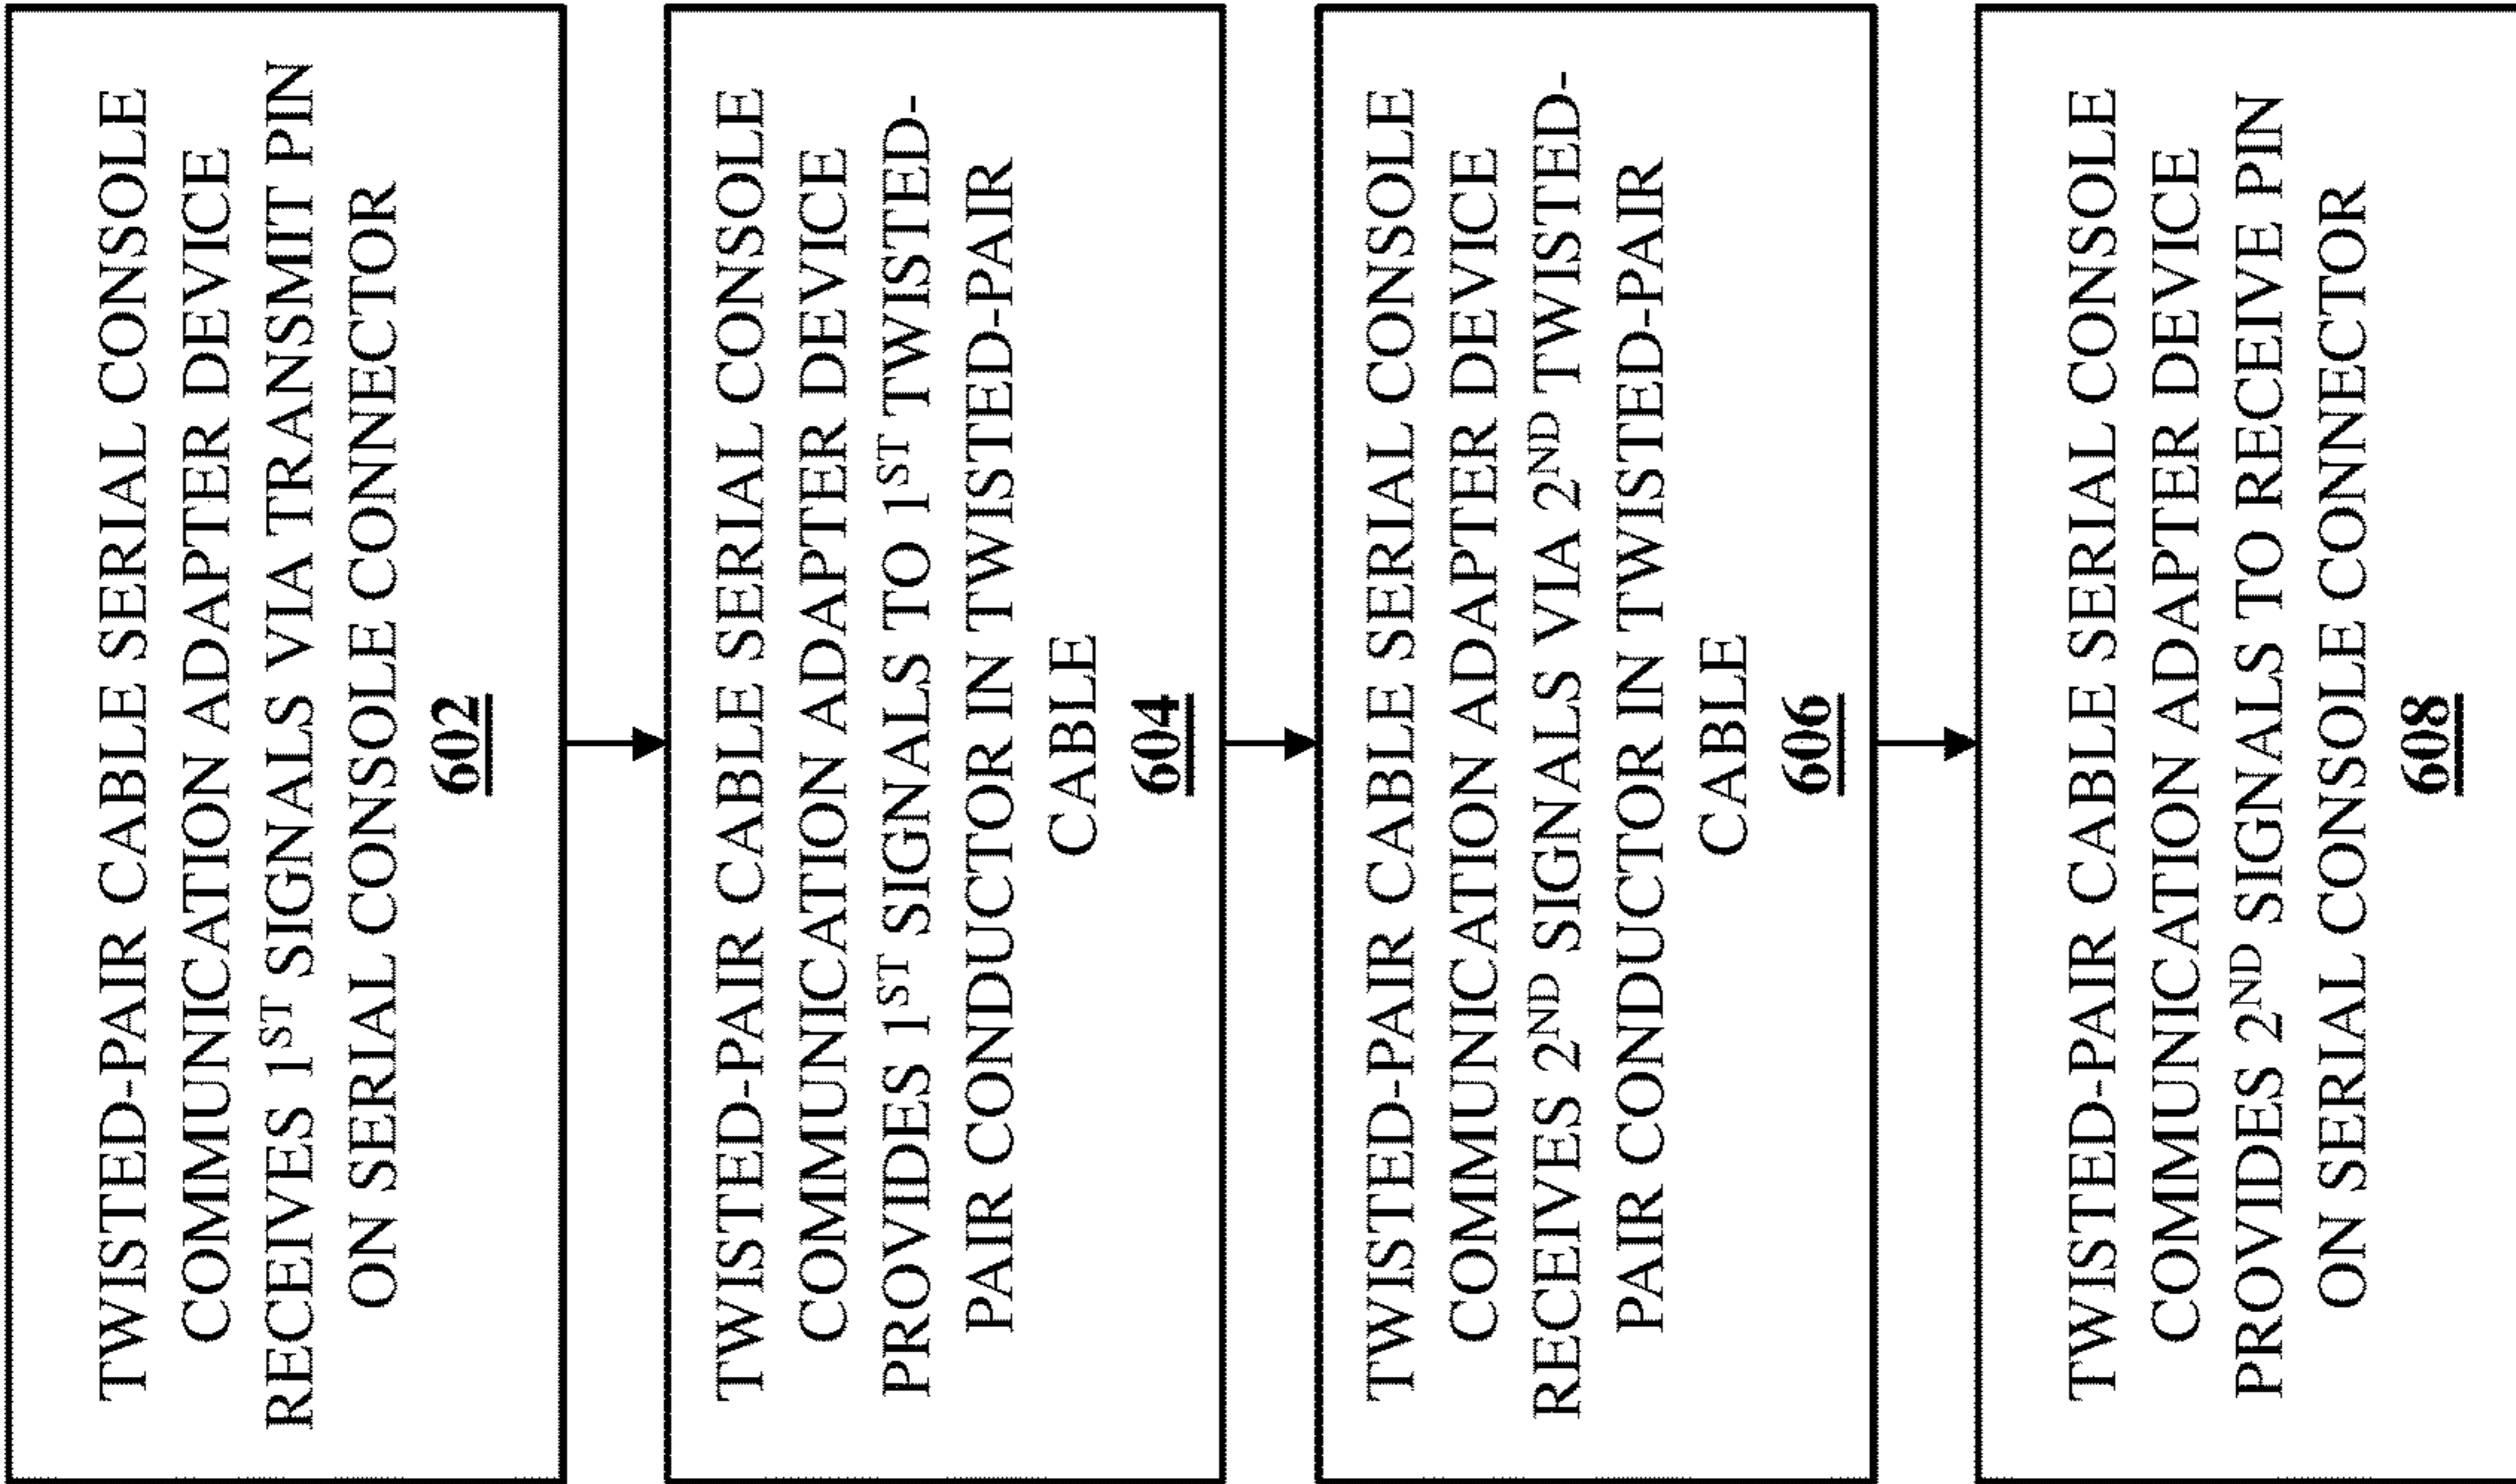 TWISTED-PAIR CABLE SERIAL CONSOLE
COMMUNICATION ADAPTER DEVICE
RECEIVES 1ST SIGNALS VIA TRANSMIT PIN
ON SERIAL CONSOLE CONNECTOR
602
TWISTED-PAIR CABLE SERIAL CONSOLE
COMMUNICATION ADAPTER DEVICE
PROVIDES 1ST SIGNALS TO 1ST TWISTED-
PAIR CONDUCTOR IN TWISTED-PAIR
CABLE
604
TWISTED-PAIR CABLE SERIAL CONSOLE
COMMUNICATION ADAPTER DEVICE
RECEIVES 2ND SIGNALS VIA 2ND TWISTED-
PAIR CONDUCTOR IN TWISTED-PAIR
CABLE
606
TWISTED-PAIR CABLE SERIAL CONSOLE
COMMUNICATION ADAPTER DEVICE
PROVIDES 2ND SIGNALS TO RECEIVE PIN
ON SERIAL CONSOLE CONNECTOR
608